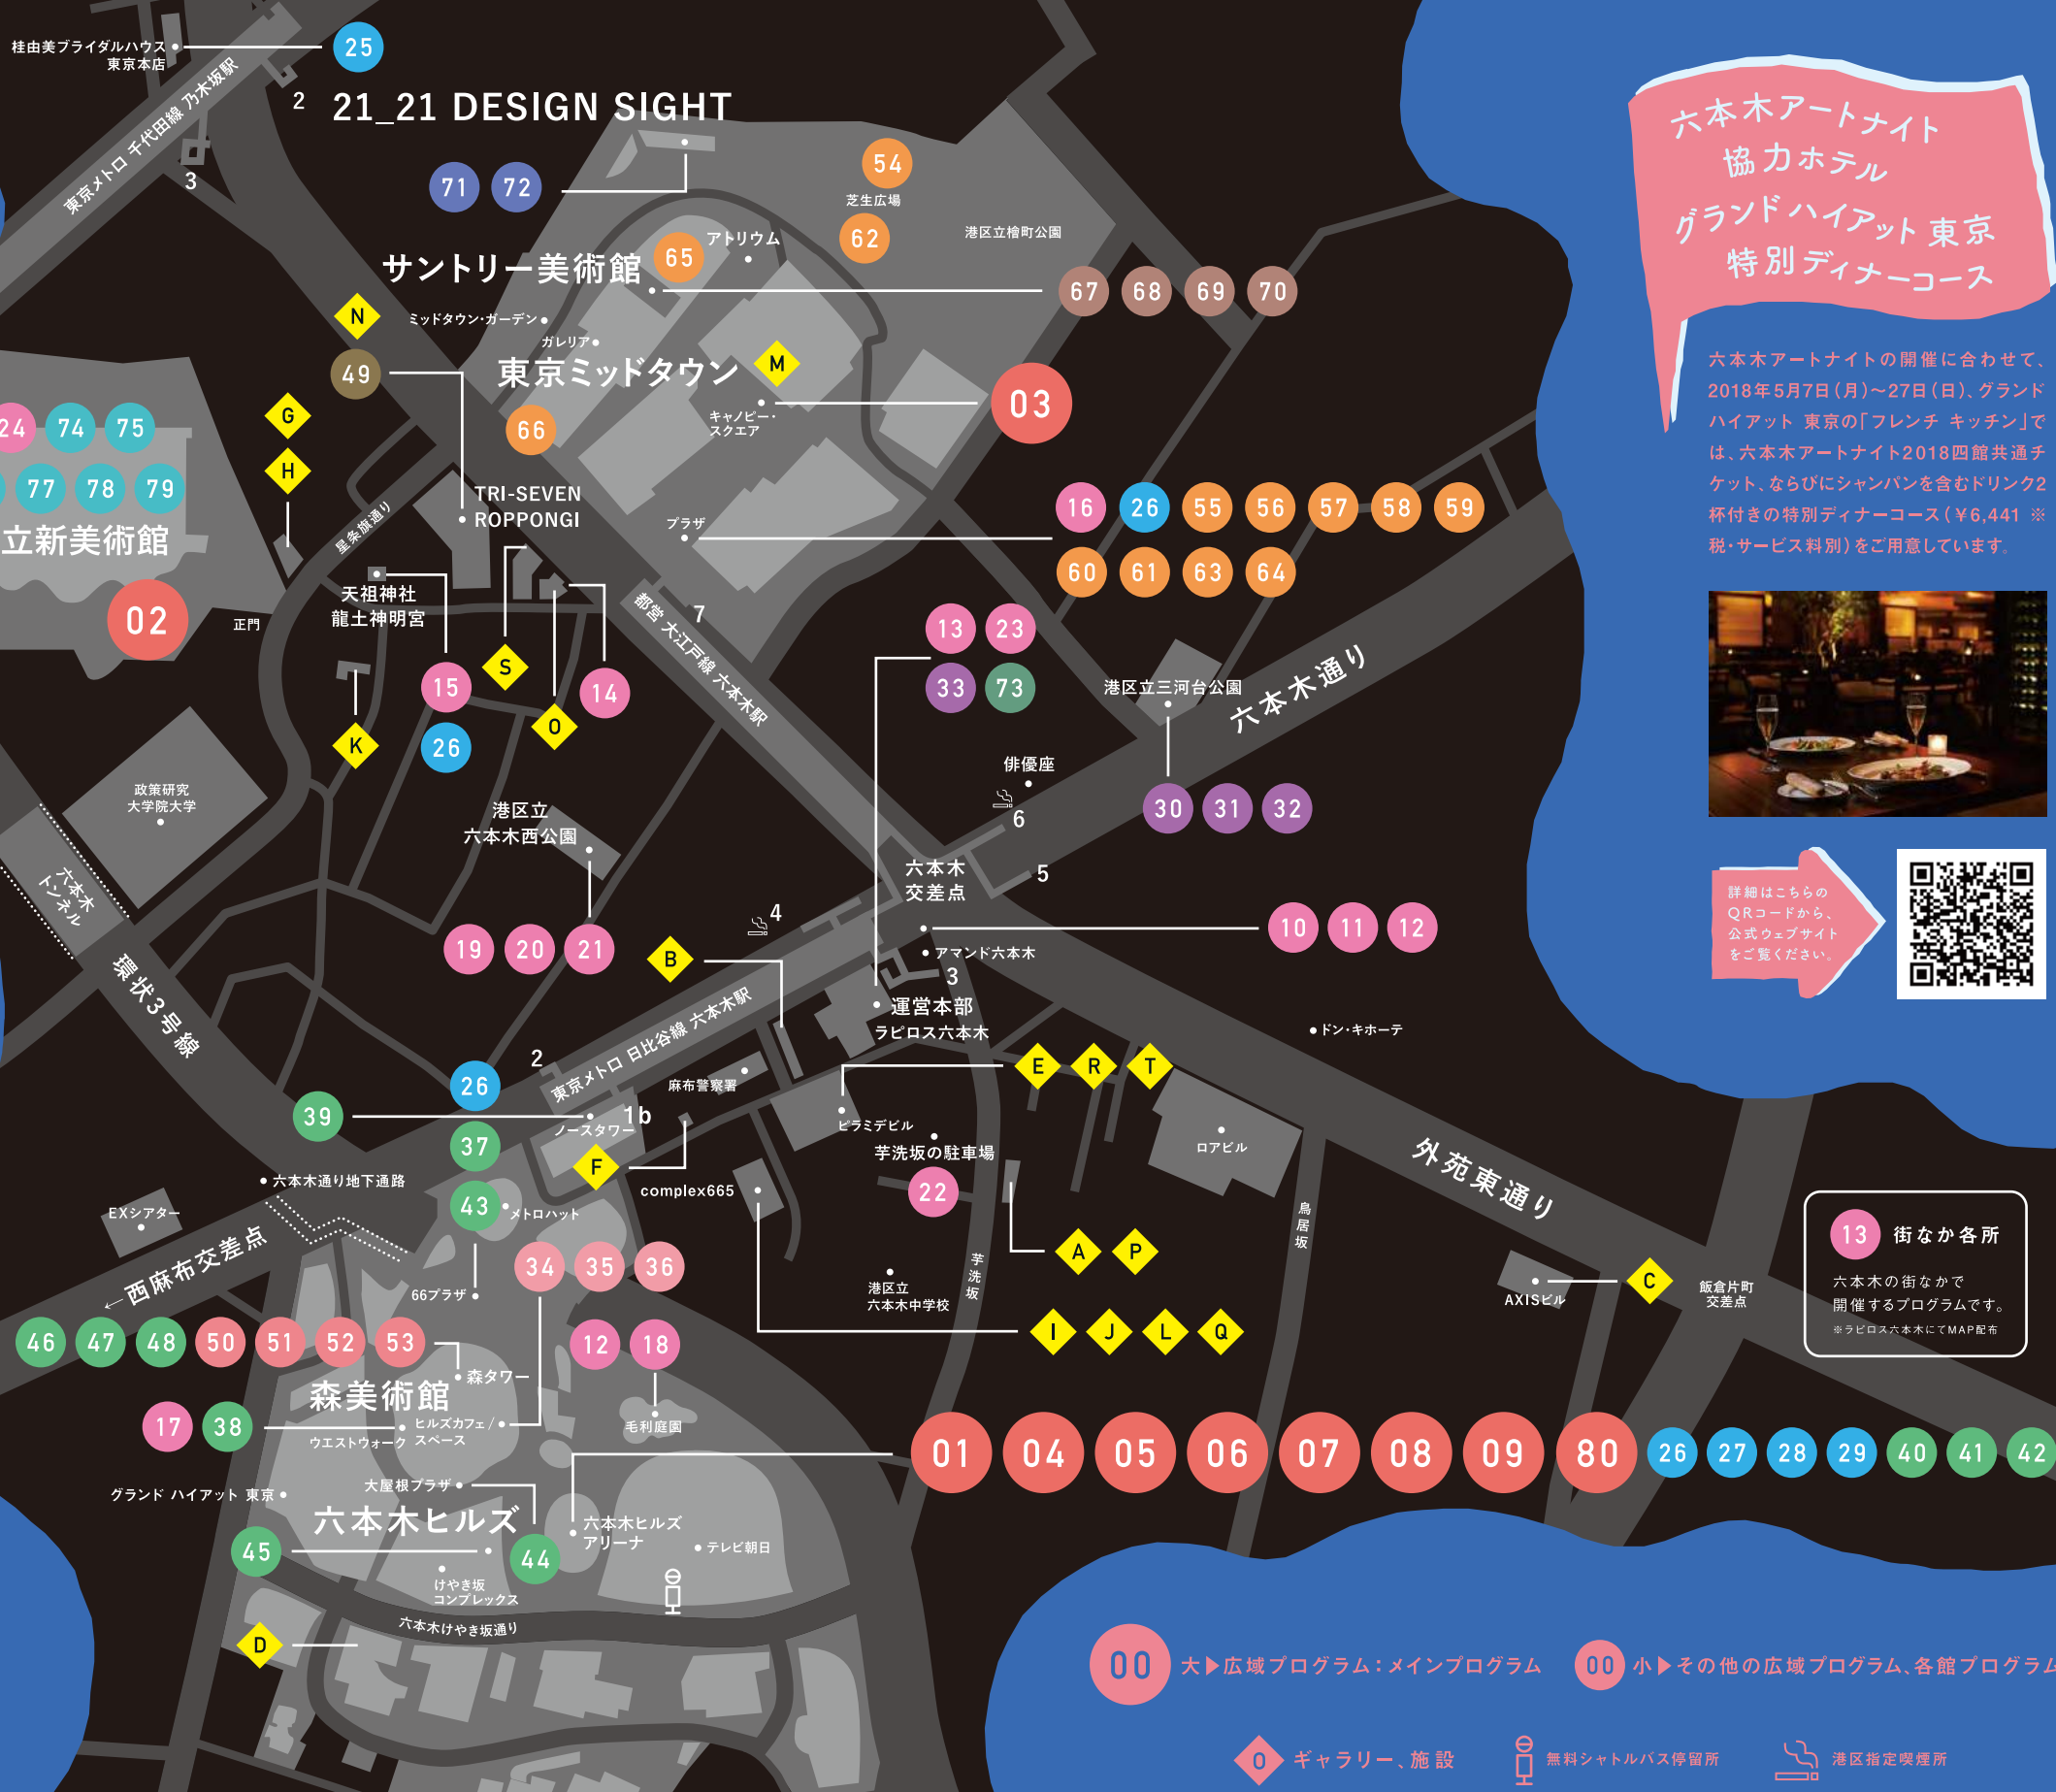 桂由美ブライダルハウス
東京本店
25
東京メトロ 千代田線 乃木坂駅
2
3
21_21 DESIGN SIGHT
71 72
54
芝生広場
62
港区立檜町公園
サントリー美術館
65
アトリウム
67 68 69 70
N
ミッドタウン・ガーデン
49
ガレリア
東京ミッドタウン
M
キャノピー・
スクエア
03
66
G
H
24 74 75
77 78 79
立新美術館
02
正門
星条旗通り
TRI-SEVEN
ROPPONGI
プラザ
16 26 55 56 57 58 59
60 61 63 64
天祖神社
龍土神明宮
7
都営 大江戸線 六本木駅
15
26
S
O
14
K
13 23
33 73
港区立三河台公園
六本木通り
30 31 32
俳優座
6
5
政策研究
大学院大学
六本木
トンネル
環状3号線
港区立
六本木西公園
19 20 21
B
4
六本木
交差点
10 11 12
アマンド六本木
3
運営本部
ラピロス六本木
ドン・キホーテ
東京メトロ 日比谷線 六本木駅
2
26
39
37
43
ノースタワー
1b
F
麻布警察署
E R T
ピラミデビル
芋洗坂の駐車場
22
ロアビル
complex665
外苑東通り
六本木通り地下通路
EXシアター
←西麻布交差点
メトロハット
66プラザ
34 35 36
A P
港区立
六本木中学校
芋洗坂
鳥居坂
I J L Q
AXISビル
C
飯倉片町
交差点
46 47 48 50 51 52 53
森タワー
森美術館
12 18
毛利庭園
17 38
ウエストウォーク
ヒルズカフェ/
スペース
01 04 05 06 07 08 09 80 26 27 28 29 40 41 42
グランド ハイアット 東京
大屋根プラザ
六本木ヒルズ
六本木ヒルズ
アリーナ
テレビ朝日
45
44
けやき坂
コンプレックス
六本木けやき坂通り
D
六本木アートナイト
協力ホテル
グランド ハイアット 東京
特別ディナーコース
六本木アートナイトの開催に合わせて、
2018年5月7日(月)〜27日(日)、グランド
ハイアット 東京の「フレンチ キッチン」で
は、六本木アートナイト2018四館共通チ
ケット、ならびにシャンパンを含むドリンク2
杯付きの特別ディナーコース(¥6,441 ※
税・サービス料別)をご用意しています。
詳細はこちらの
QRコードから、
公式ウェブサイト
をご覧ください。
13 街なか各所
六本木の街なかで
開催するプログラムです。
※ラピロス六本木にてMAP配布
00 大▶広域プログラム:メインプログラム
00 小▶その他の広域プログラム、各館プログラム
O ギャラリー、施設
無料シャトルバス停留所
港区指定喫煙所